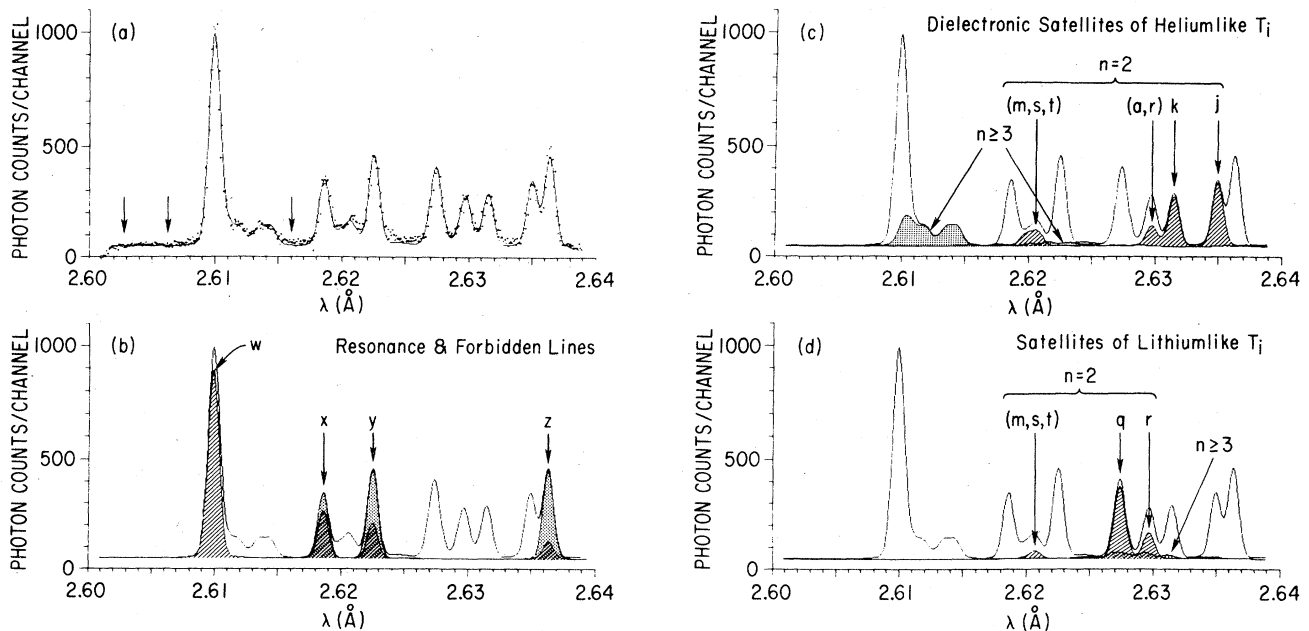 (a)
PHOTON COUNTS/CHANNEL
1000
500
0
2.60 2.61 2.62 2.63 2.64
λ (Å)
(b)
Resonance & Forbidden Lines
PHOTON COUNTS/CHANNEL
1000
500
0
w
x y z
2.60 2.61 2.62 2.63 2.64
λ (Å)
(c)
Dielectronic Satellites of Heliumlike Ti
PHOTON COUNTS/CHANNEL
1000
500
0
n=2
(m,s,t) (a,r) k j
n≥3
2.60 2.61 2.62 2.63 2.64
λ (Å)
(d)
Satellites of Lithiumlike Ti
PHOTON COUNTS/CHANNEL
1000
500
0
n=2
(m,s,t) q r
n≥3
2.60 2.61 2.62 2.63 2.64
λ (Å)